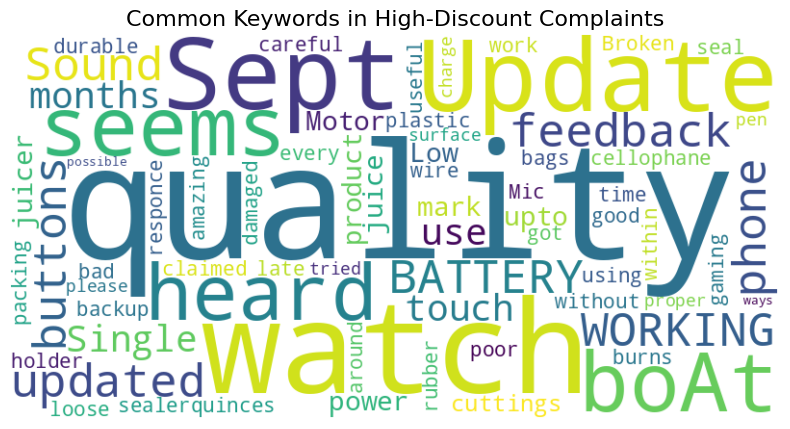 Common Keywords in High-Discount Complaints
durable
careful
useful
charge
work
Broken
seal
Sound
Sept
Update
months
seems
Motor
plastic
surface
feedback
pen
juicer
possible
every
product
juice
Low
wire
bags
cellophane
quality
buttons
responce
amazing
damaged
Mic
time
mark
use
upto
good
got
within
gaming
phone
packing
bad
please
backup
claimed
late
tried
heard
BATTERY
using
touch
without
proper
ways
Single
watch
WORKING
holder
updated
around
rubber
poor
burns
boAt
loose
sealerquinces
power
cuttings